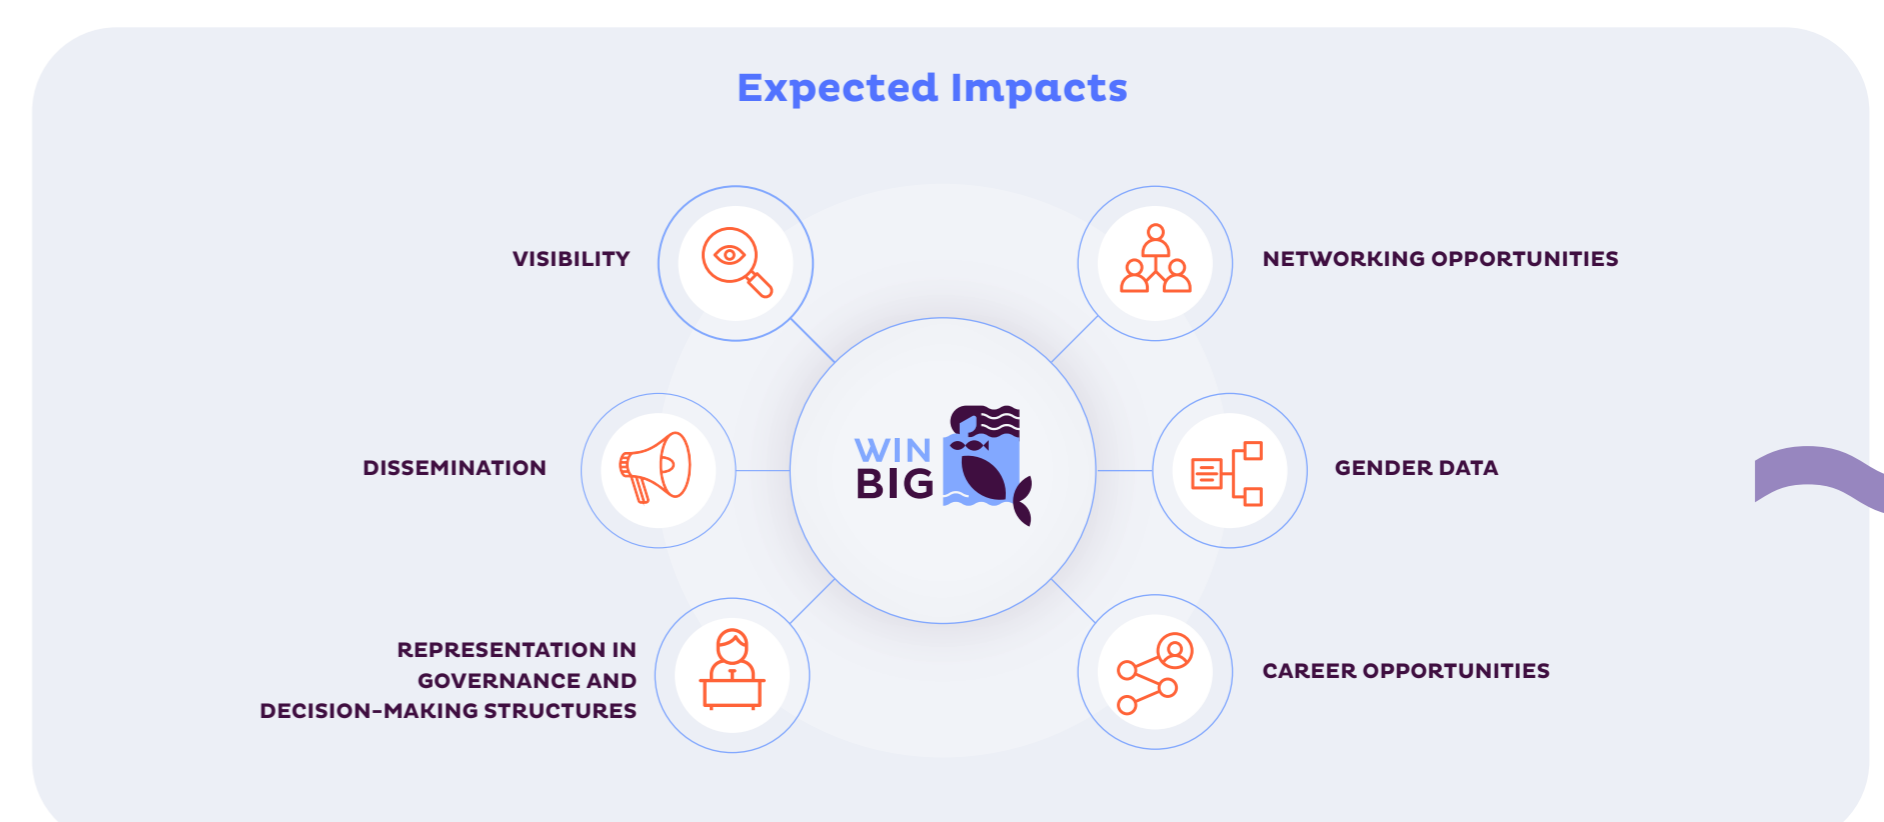 Expected Impacts
VISIBILITY
NETWORKING OPPORTUNITIES
DISSEMINATION
WIN
BIG
GENDER DATA
REPRESENTATION IN
GOVERNANCE AND
DECISION-MAKING STRUCTURES
CAREER OPPORTUNITIES